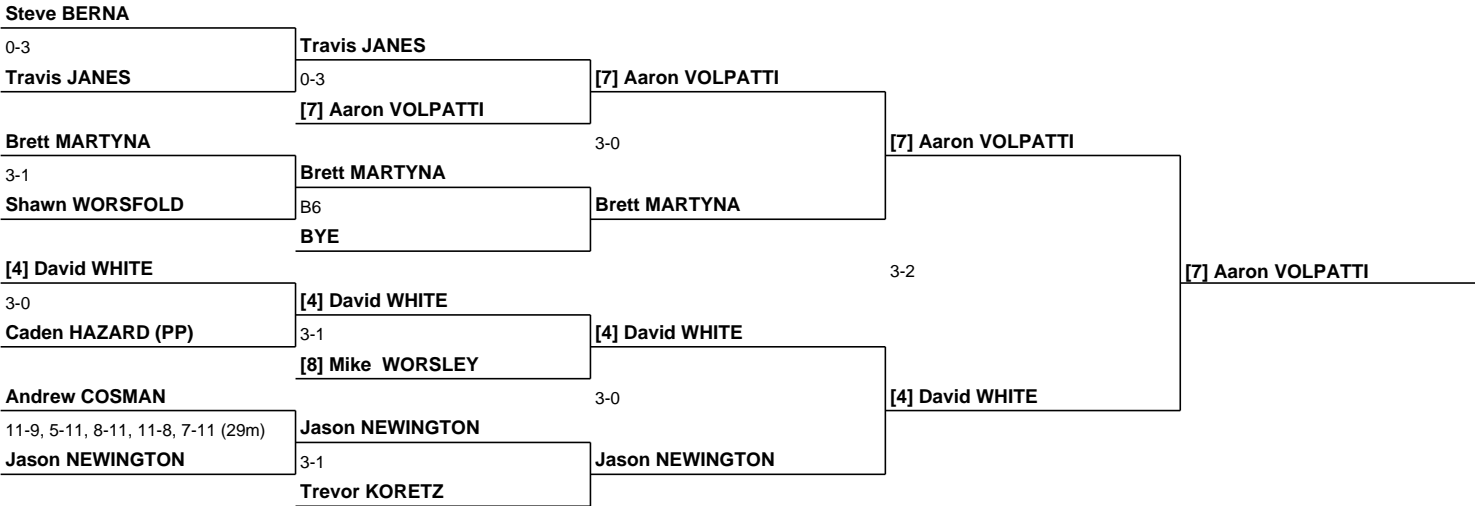 Steve BERNA
0-3
Travis JANES
Travis JANES
0-3
[7] Aaron VOLPATTI
[7] Aaron VOLPATTI
Brett MARTYNA
3-1
Shawn WORSFOLD
Brett MARTYNA
B6
BYE
3-0
Brett MARTYNA
[7] Aaron VOLPATTI
[4] David WHITE
3-0
Caden HAZARD (PP)
[4] David WHITE
3-1
[8] Mike WORSLEY
[4] David WHITE
3-2
[7] Aaron VOLPATTI
Andrew COSMAN
11-9, 5-11, 8-11, 11-8, 7-11 (29m)
Jason NEWINGTON
Jason NEWINGTON
3-1
Trevor KORETZ
3-0
Jason NEWINGTON
[4] David WHITE